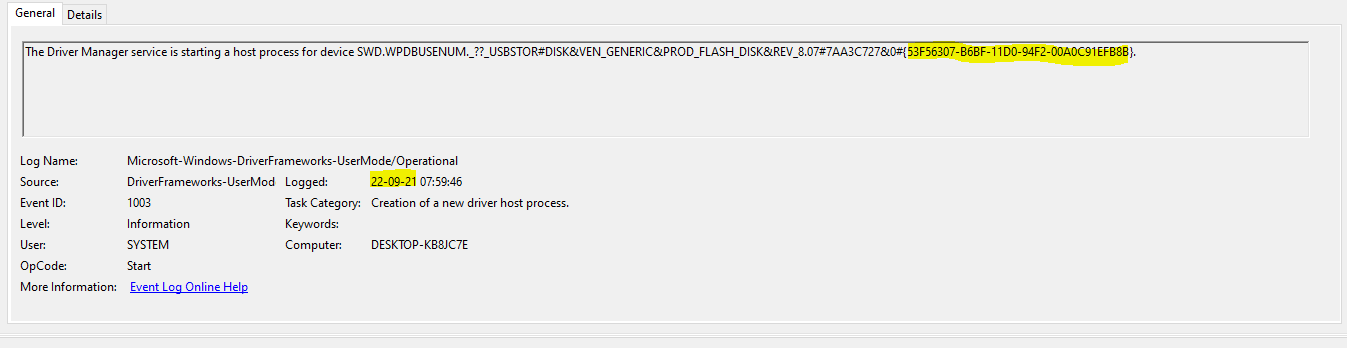 General Details
The Driver Manager service is starting a host process for device SWD.WPDBUSENUM._??_USBSTOR#DISK&VEN_GENERIC&PROD_FLASH_DISK&REV_8.07#7AA3C727&0#{53F56307-B6BF-11D0-94F2-00A0C91EFB8B}.
Log Name: Microsoft-Windows-DriverFrameworks-UserMode/Operational
Source: DriverFrameworks-UserMod Logged: 22-09-21 07:59:46
Event ID: 1003 Task Category: Creation of a new driver host process.
Level: Information Keywords:
User: SYSTEM Computer: DESKTOP-KB8JC7E
OpCode: Start
More Information: Event Log Online Help